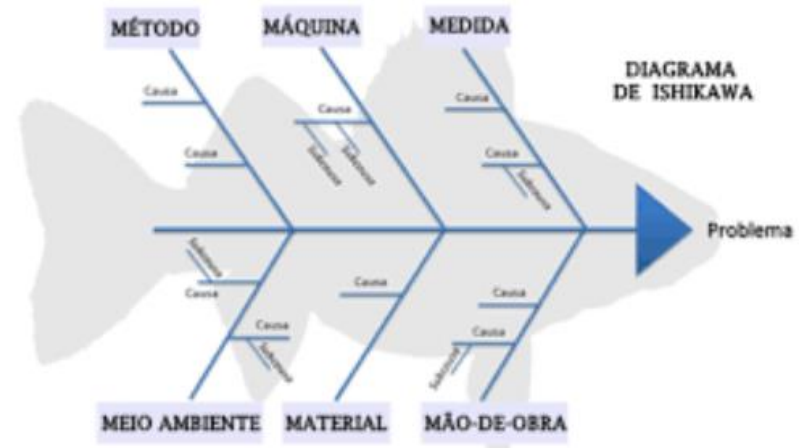 MÉTODO
MÁQUINA
MEDIDA
DIAGRAMA
DE ISHIKAWA
Causa
Causa
Causa
Subcausa
Subcausa
Causa
Causa
Subcausa
Problema
Subcausa
Causa
Causa
Subcausa
Causa
Causa
Causa
Subcausa
MEIO AMBIENTE
MATERIAL
MÃO-DE-OBRA